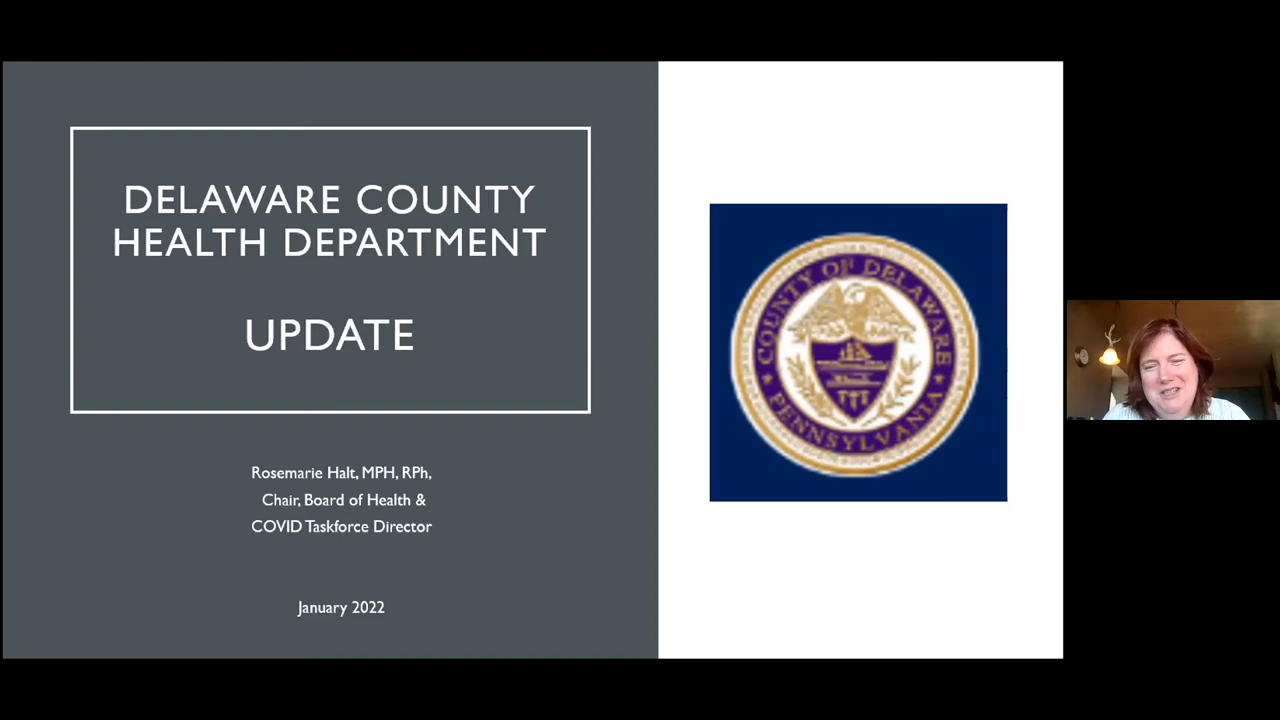 DELAWARE COUNTY
HEALTH DEPARTMENT
UPDATE
Rosemarie Halt, MPH, RPh,
Chair, Board of Health &
COVID Taskforce Director
January 2022
COUNTY OF DELAWARE
PENNSYLVANIA